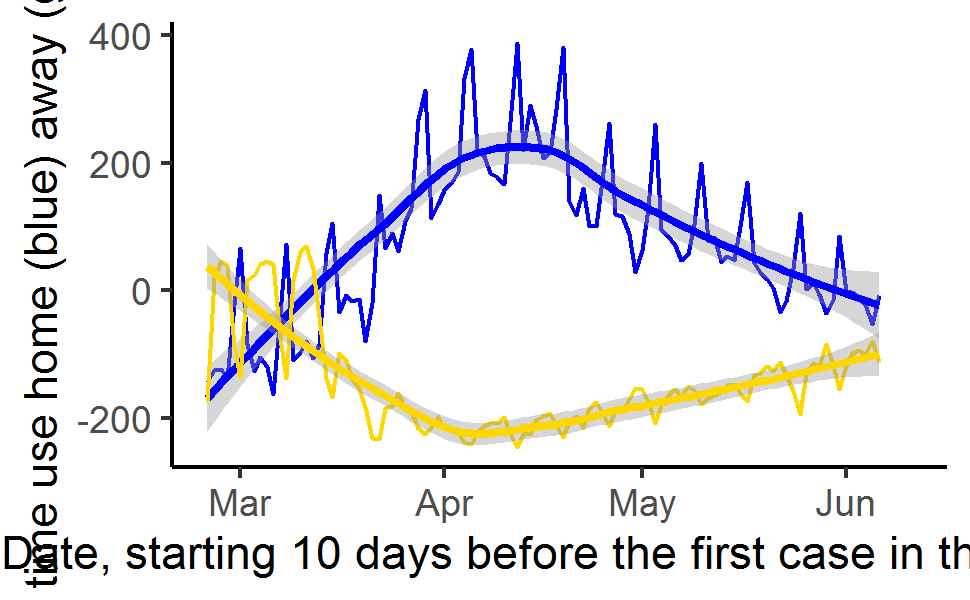 time use home (blue) away (
400
200
0
-200
Mar Apr May Jun
Date, starting 10 days before the first case in th